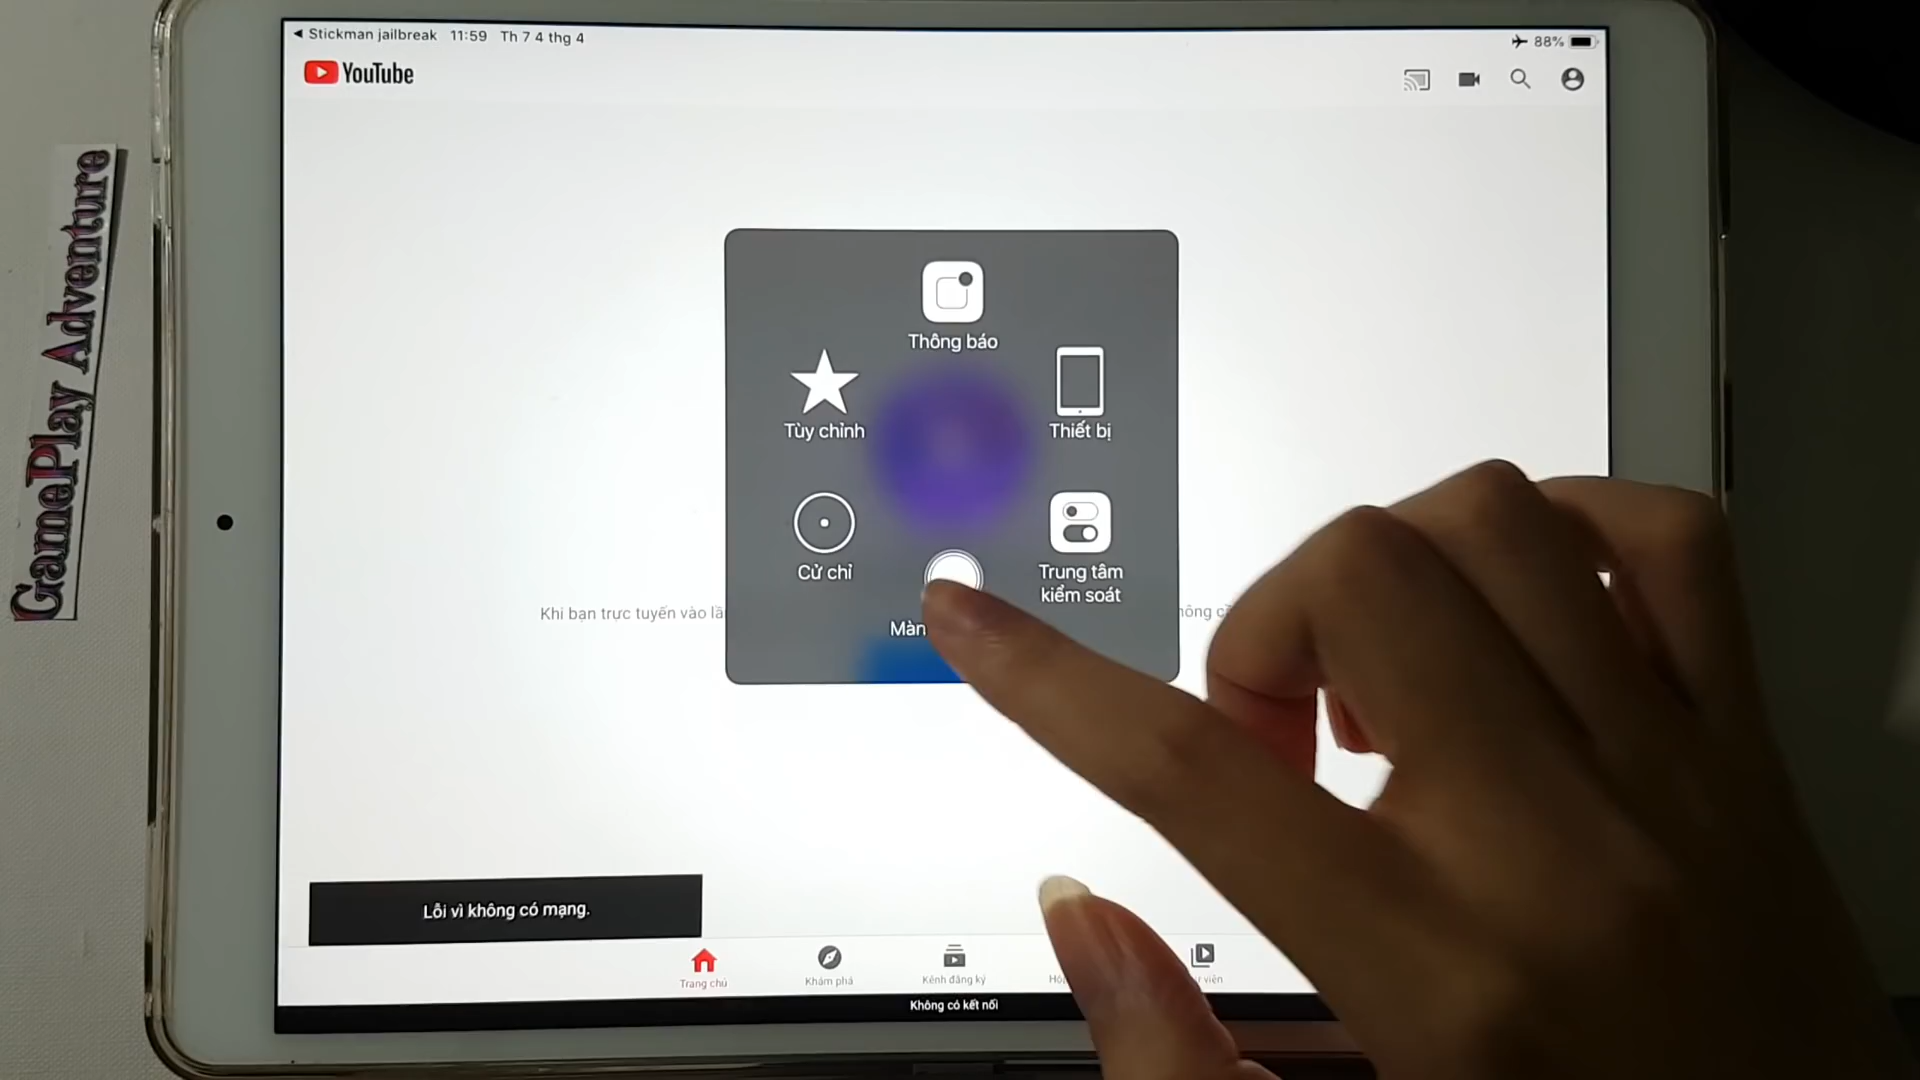 Stickman jailbreak 11:59 Th 7 4 thg 4
88%
YouTube
GamePlay Adventure
Thông báo
Tùy chỉnh
Thiết bị
Cử chỉ
Trung tâm
kiểm soát
Khi bạn trực tuyến vào
Lỗi vì không có mạng.
Trang chủ
Khám phá
Kênh đăng ký
viện
Không có kết nối